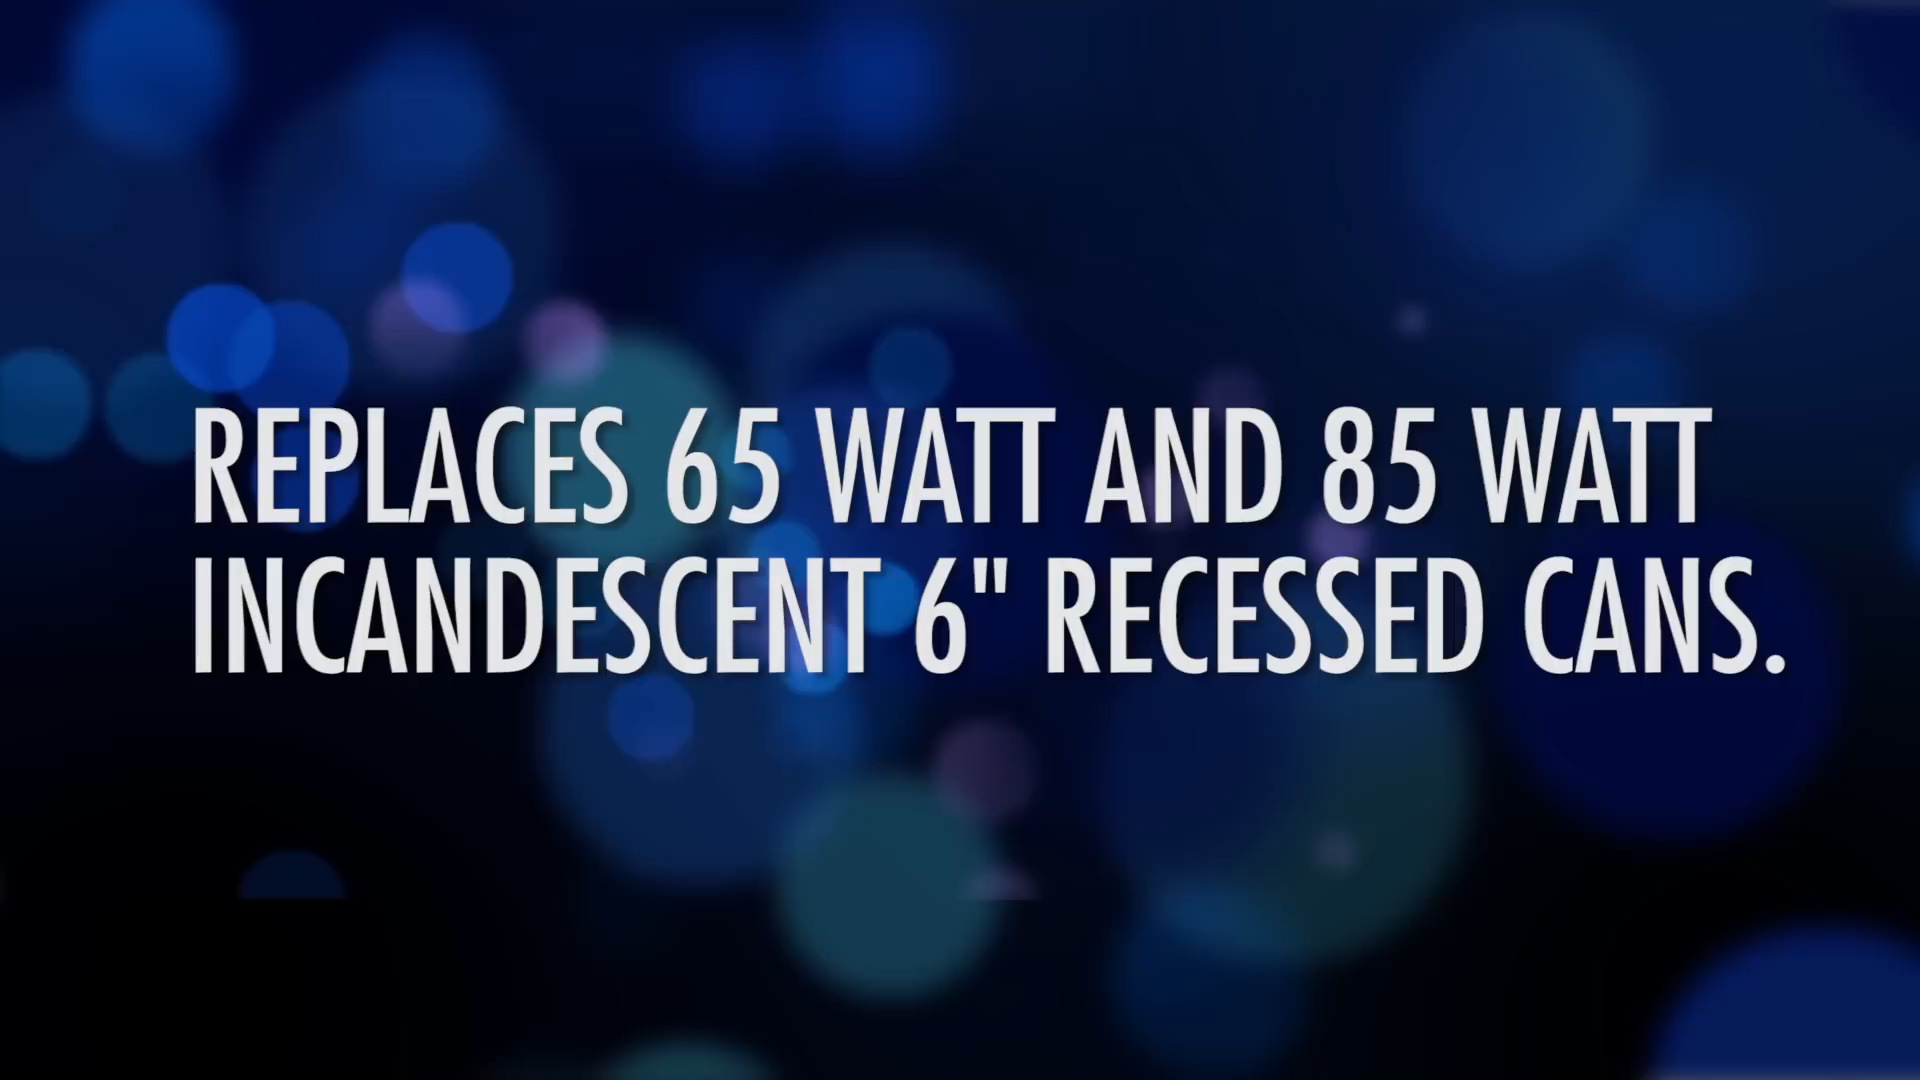 REPLACES 65 WATT AND 85 WATT
INCANDESCENT 6" RECESSED CANS.